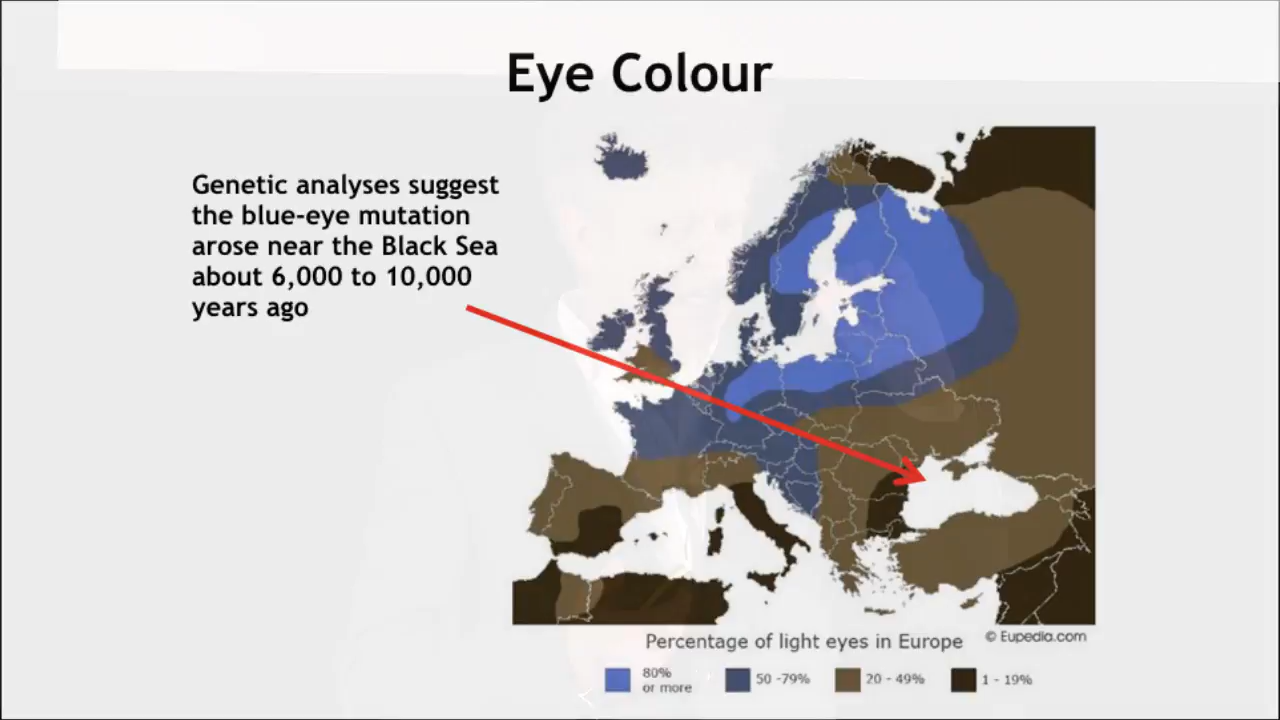 Eye Colour
Genetic analyses suggest
the blue-eye mutation
arose near the Black Sea
about 6,000 to 10,000
years ago
Percentage of light eyes in Europe
© Eupedia.com
80%
or more
50 -79%
20 - 49%
1 - 19%